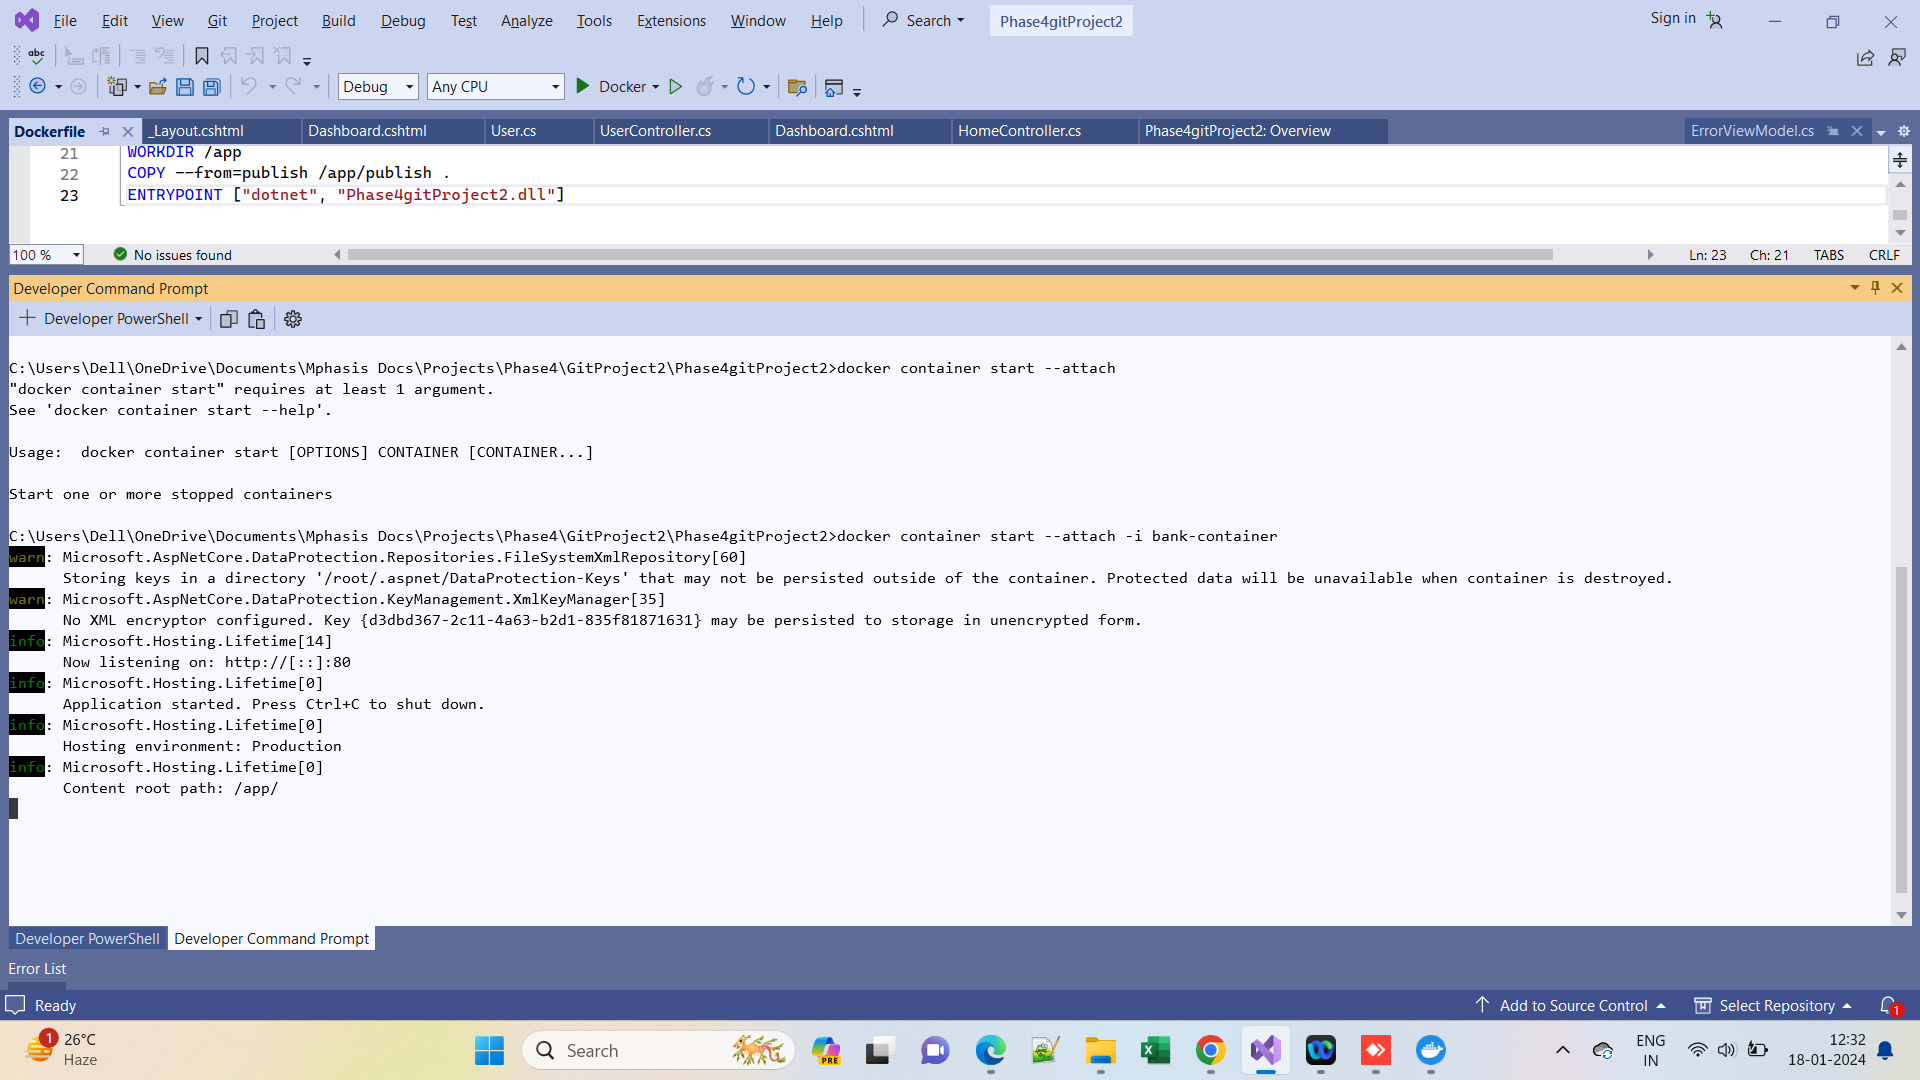 File Edit View Git Project Build Debug Test Analyze Tools Extensions Window Help Search Phase4gitProject2 Sign in
abc
Debug Any CPU Docker
Dockerfile _Layout.cshtml Dashboard.cshtml User.cs UserController.cs Dashboard.cshtml HomeController.cs Phase4gitProject2: Overview ErrorViewModel.cs
21 WORKDIR /app
22 COPY --from=publish /app/publish .
23 ENTRYPOINT ["dotnet", "Phase4gitProject2.dll"]
100 % No issues found Ln: 23 Ch: 21 TABS CRLF
Developer Command Prompt
Developer PowerShell
C:\Users\Dell\OneDrive\Documents\Mphasis Docs\Projects\Phase4\GitProject2\Phase4gitProject2>docker container start --attach
"docker container start" requires at least 1 argument.
See 'docker container start --help'.
Usage:  docker container start [OPTIONS] CONTAINER [CONTAINER...]
Start one or more stopped containers
C:\Users\Dell\OneDrive\Documents\Mphasis Docs\Projects\Phase4\GitProject2\Phase4gitProject2>docker container start --attach -i bank-container
warn: Microsoft.AspNetCore.DataProtection.Repositories.FileSystemXmlRepository[60]
Storing keys in a directory '/root/.aspnet/DataProtection-Keys' that may not be persisted outside of the container. Protected data will be unavailable when container is destroyed.
warn: Microsoft.AspNetCore.DataProtection.KeyManagement.XmlKeyManager[35]
No XML encryptor configured. Key {d3dbd367-2c11-4a63-b2d1-835f81871631} may be persisted to storage in unencrypted form.
info: Microsoft.Hosting.Lifetime[14]
Now listening on: http://[::]:80
info: Microsoft.Hosting.Lifetime[0]
Application started. Press Ctrl+C to shut down.
info: Microsoft.Hosting.Lifetime[0]
Hosting environment: Production
info: Microsoft.Hosting.Lifetime[0]
Content root path: /app/
Developer PowerShell Developer Command Prompt
Error List
Ready Add to Source Control Select Repository 1
1 26°C Search PRE ENG 12:32
Haze IN 18-01-2024